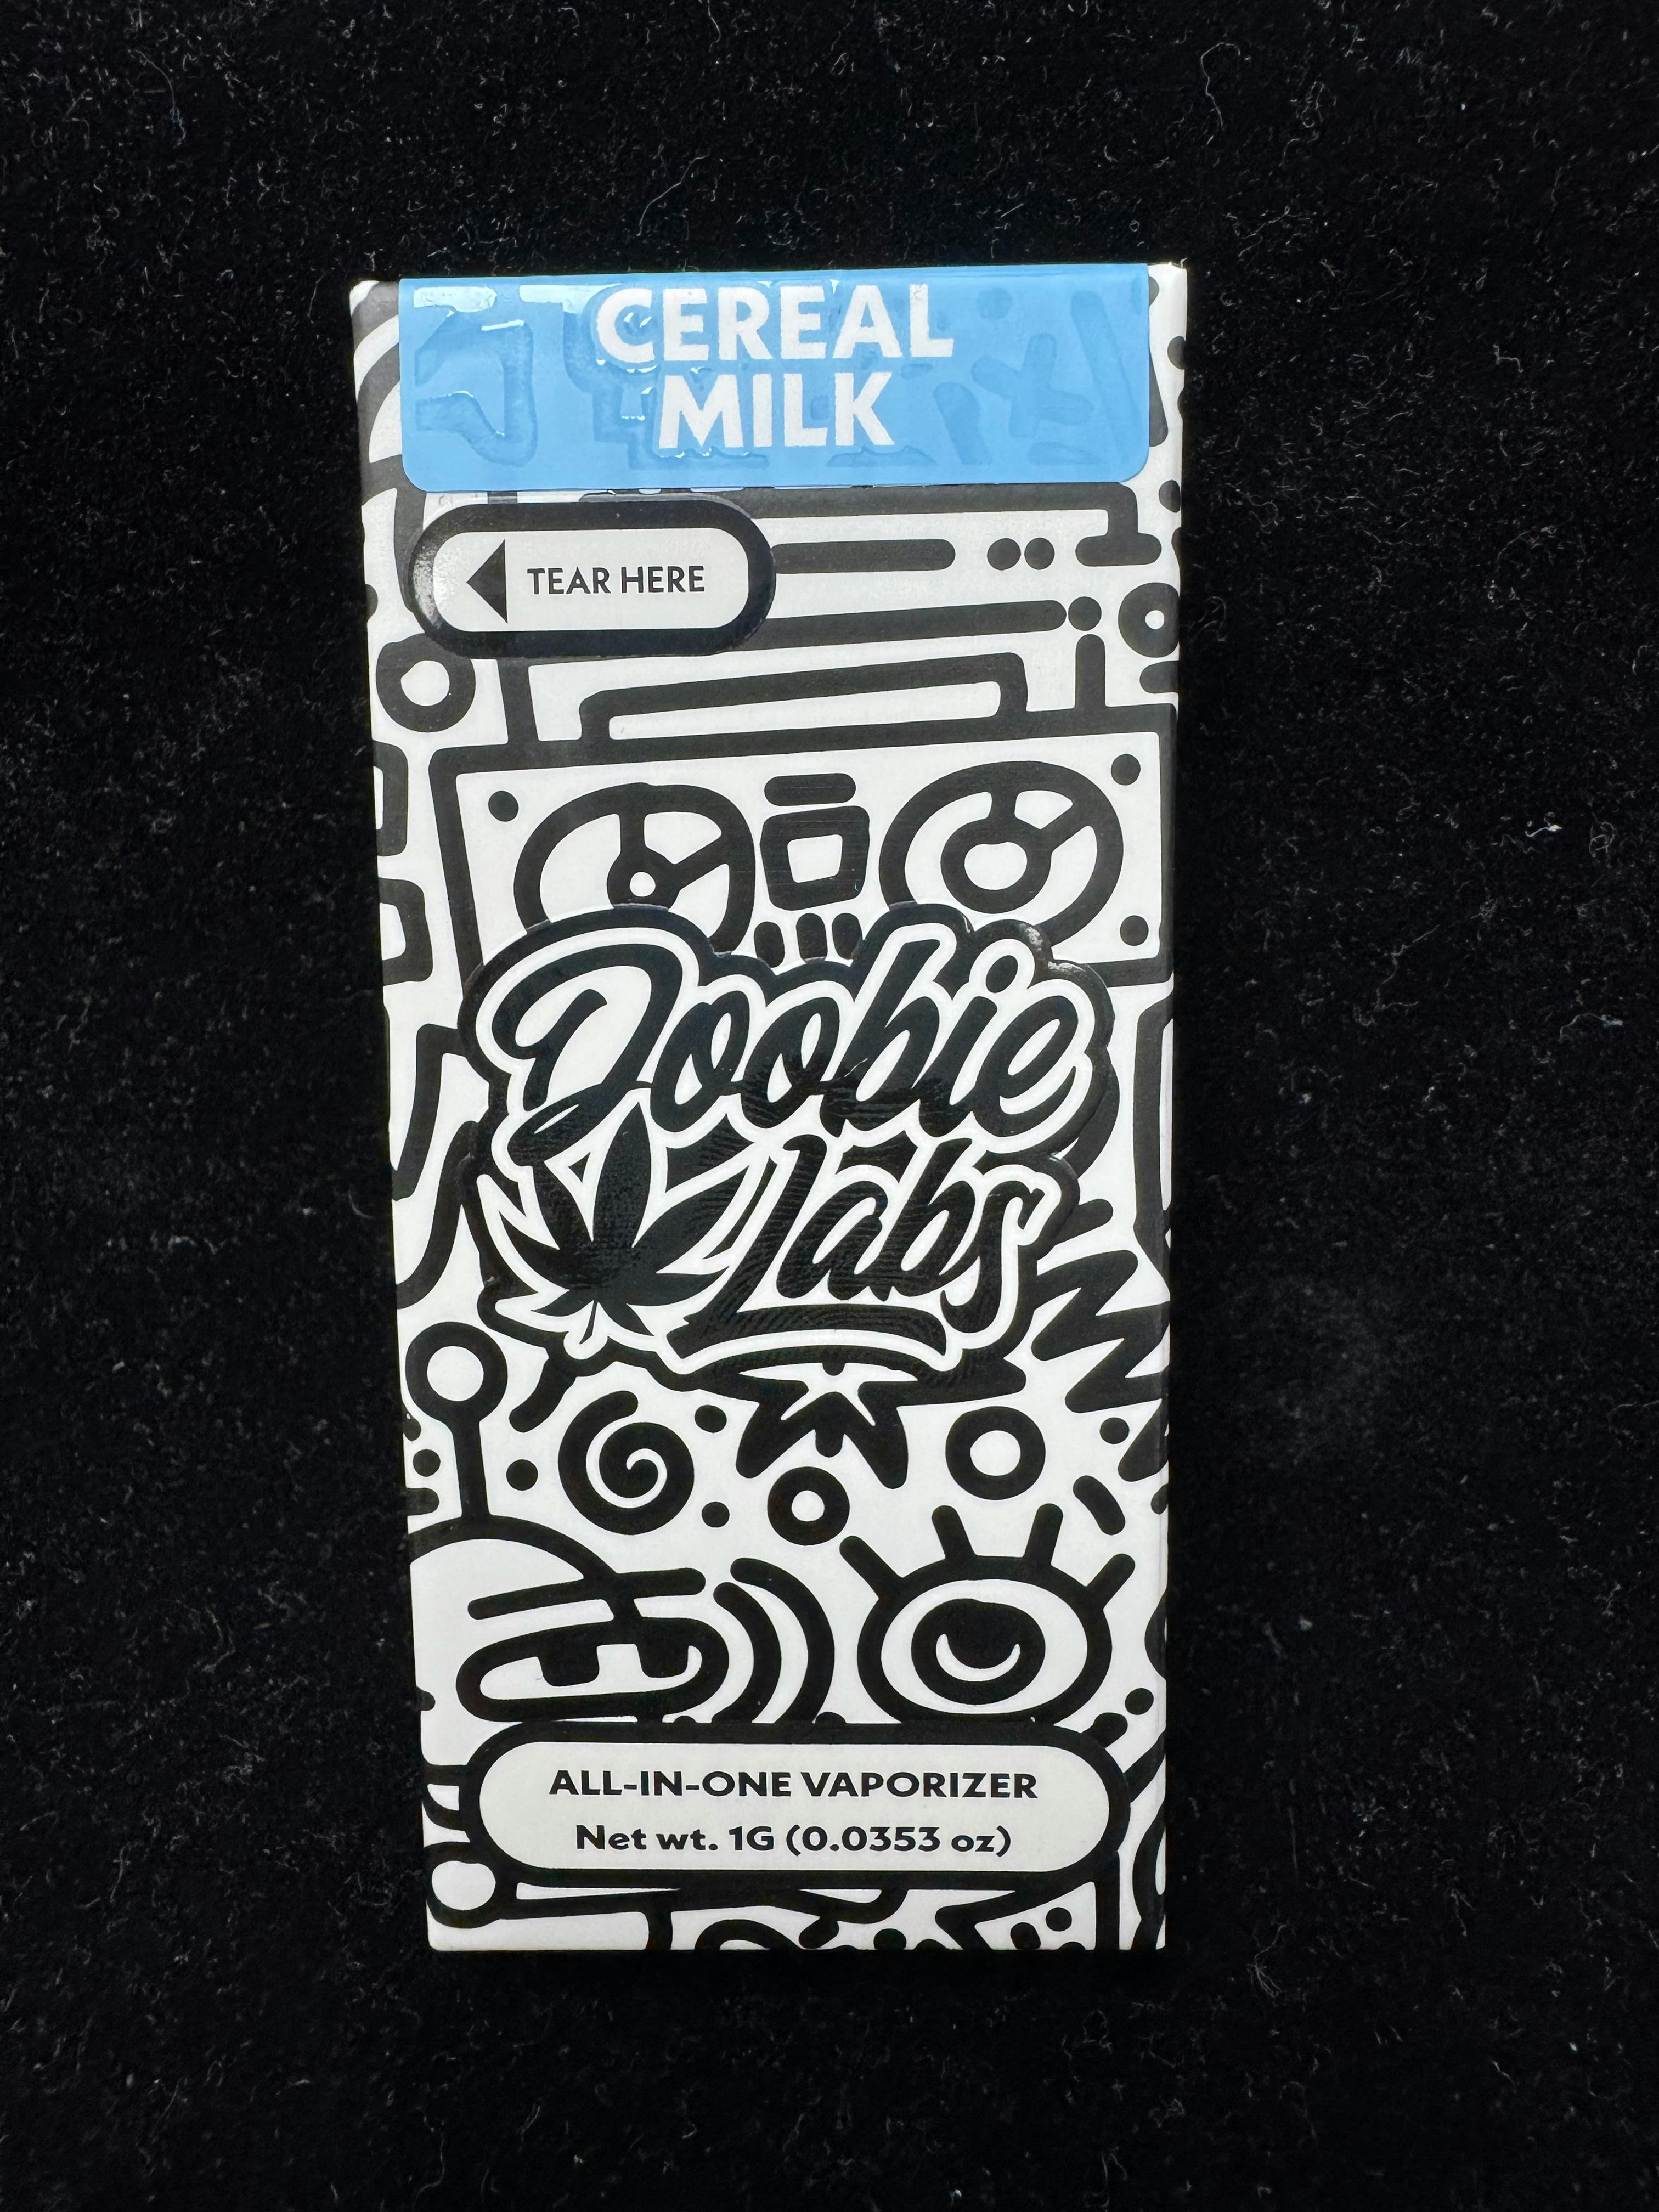 CEREAL
MILK
TEAR HERE
Doobie
Labs
ALL-IN-ONE VAPORIZER
Net wt. 1G (0.0353 oz)